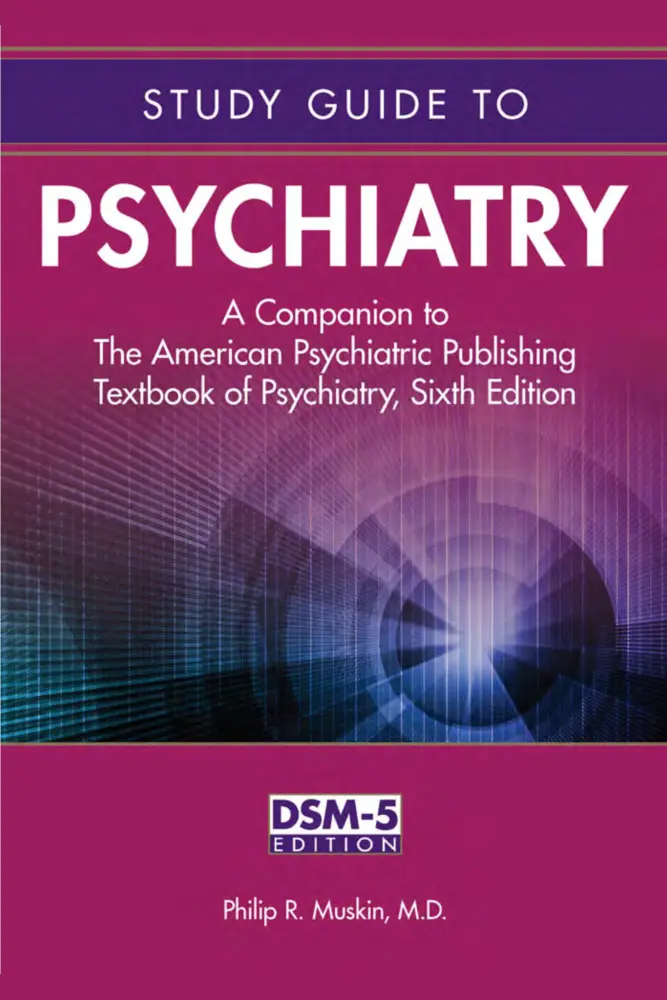 STUDY GUIDE TO
PSYCHIATRY
A Companion to
The American Psychiatric Publishing
Textbook of Psychiatry, Sixth Edition
DSM-5
EDITION
Philip R. Muskin, M.D.